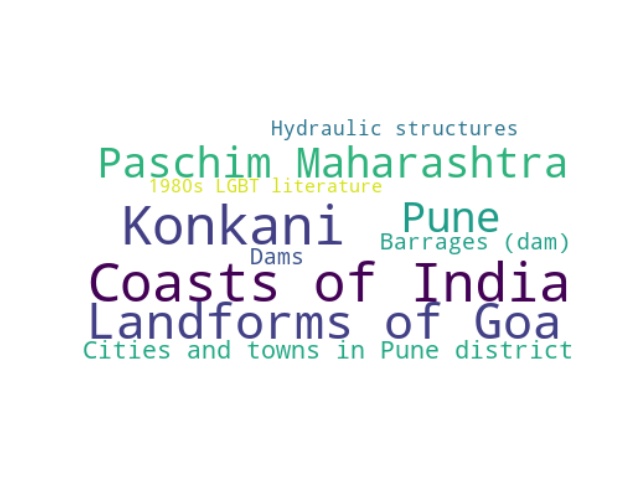 Hydraulic structures
Paschim Maharashtra
1980s LGBT literature
Konkani
Pune
Barrages (dam)
Dams
Coasts of India
Landforms of Goa
Cities and towns in Pune district